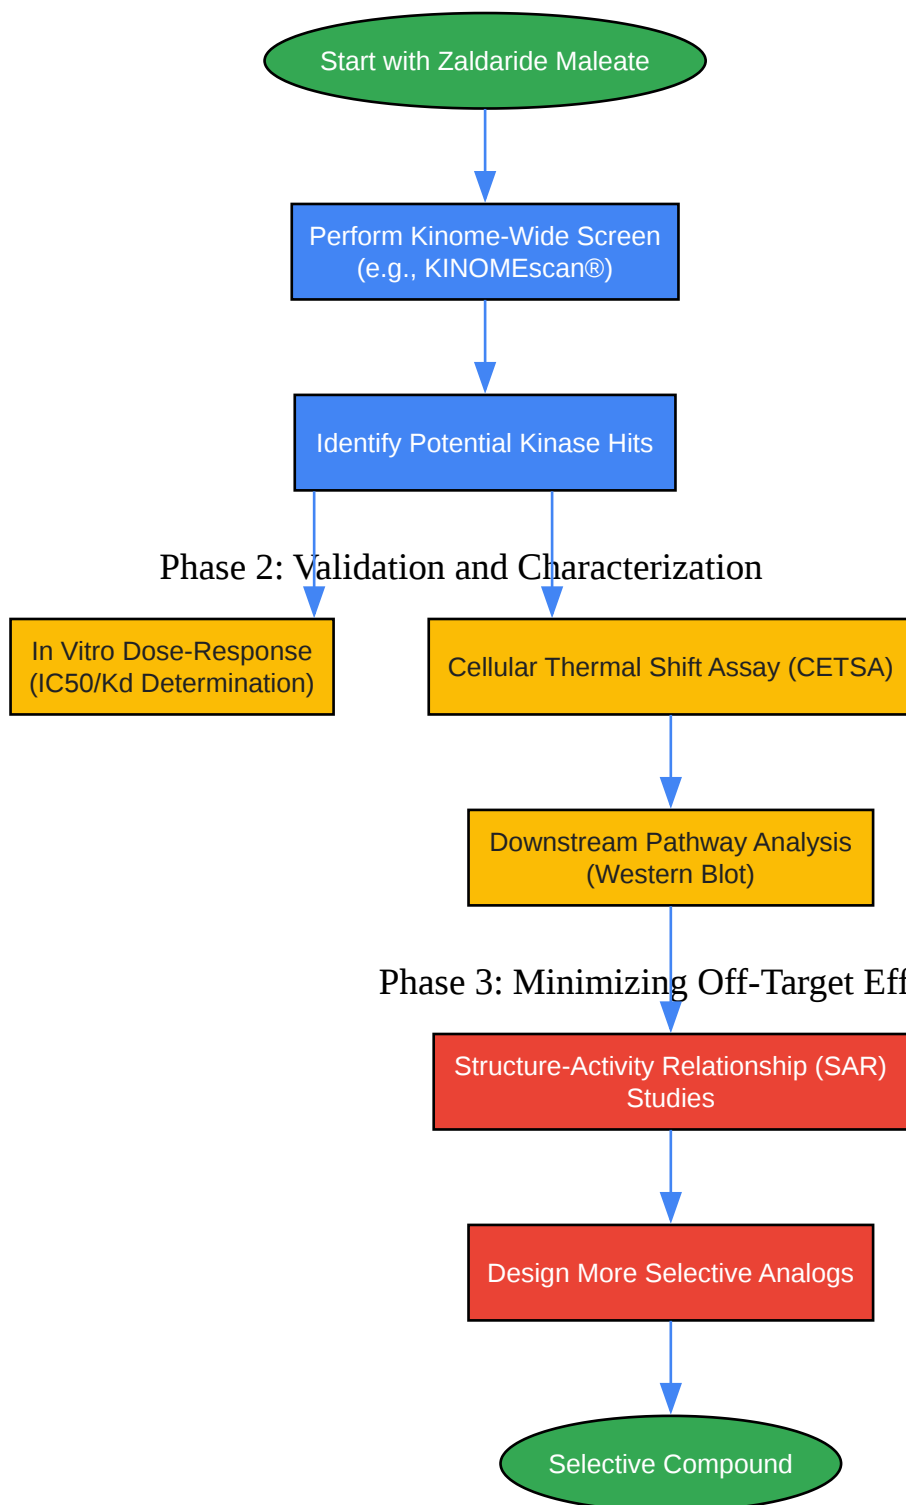 Start with Zaldaride Maleate
Perform Kinome-Wide Screen
(e.g., KINOMEscan®)
Identify Potential Kinase Hits
Phase 2: Validation and Characterization
In Vitro Dose-Response
(IC50/Kd Determination)
Cellular Thermal Shift Assay (CETSA)
Downstream Pathway Analysis
(Western Blot)
Phase 3: Minimizing Off-Target Eff
Structure-Activity Relationship (SAR)
Studies
Design More Selective Analogs
Selective Compound